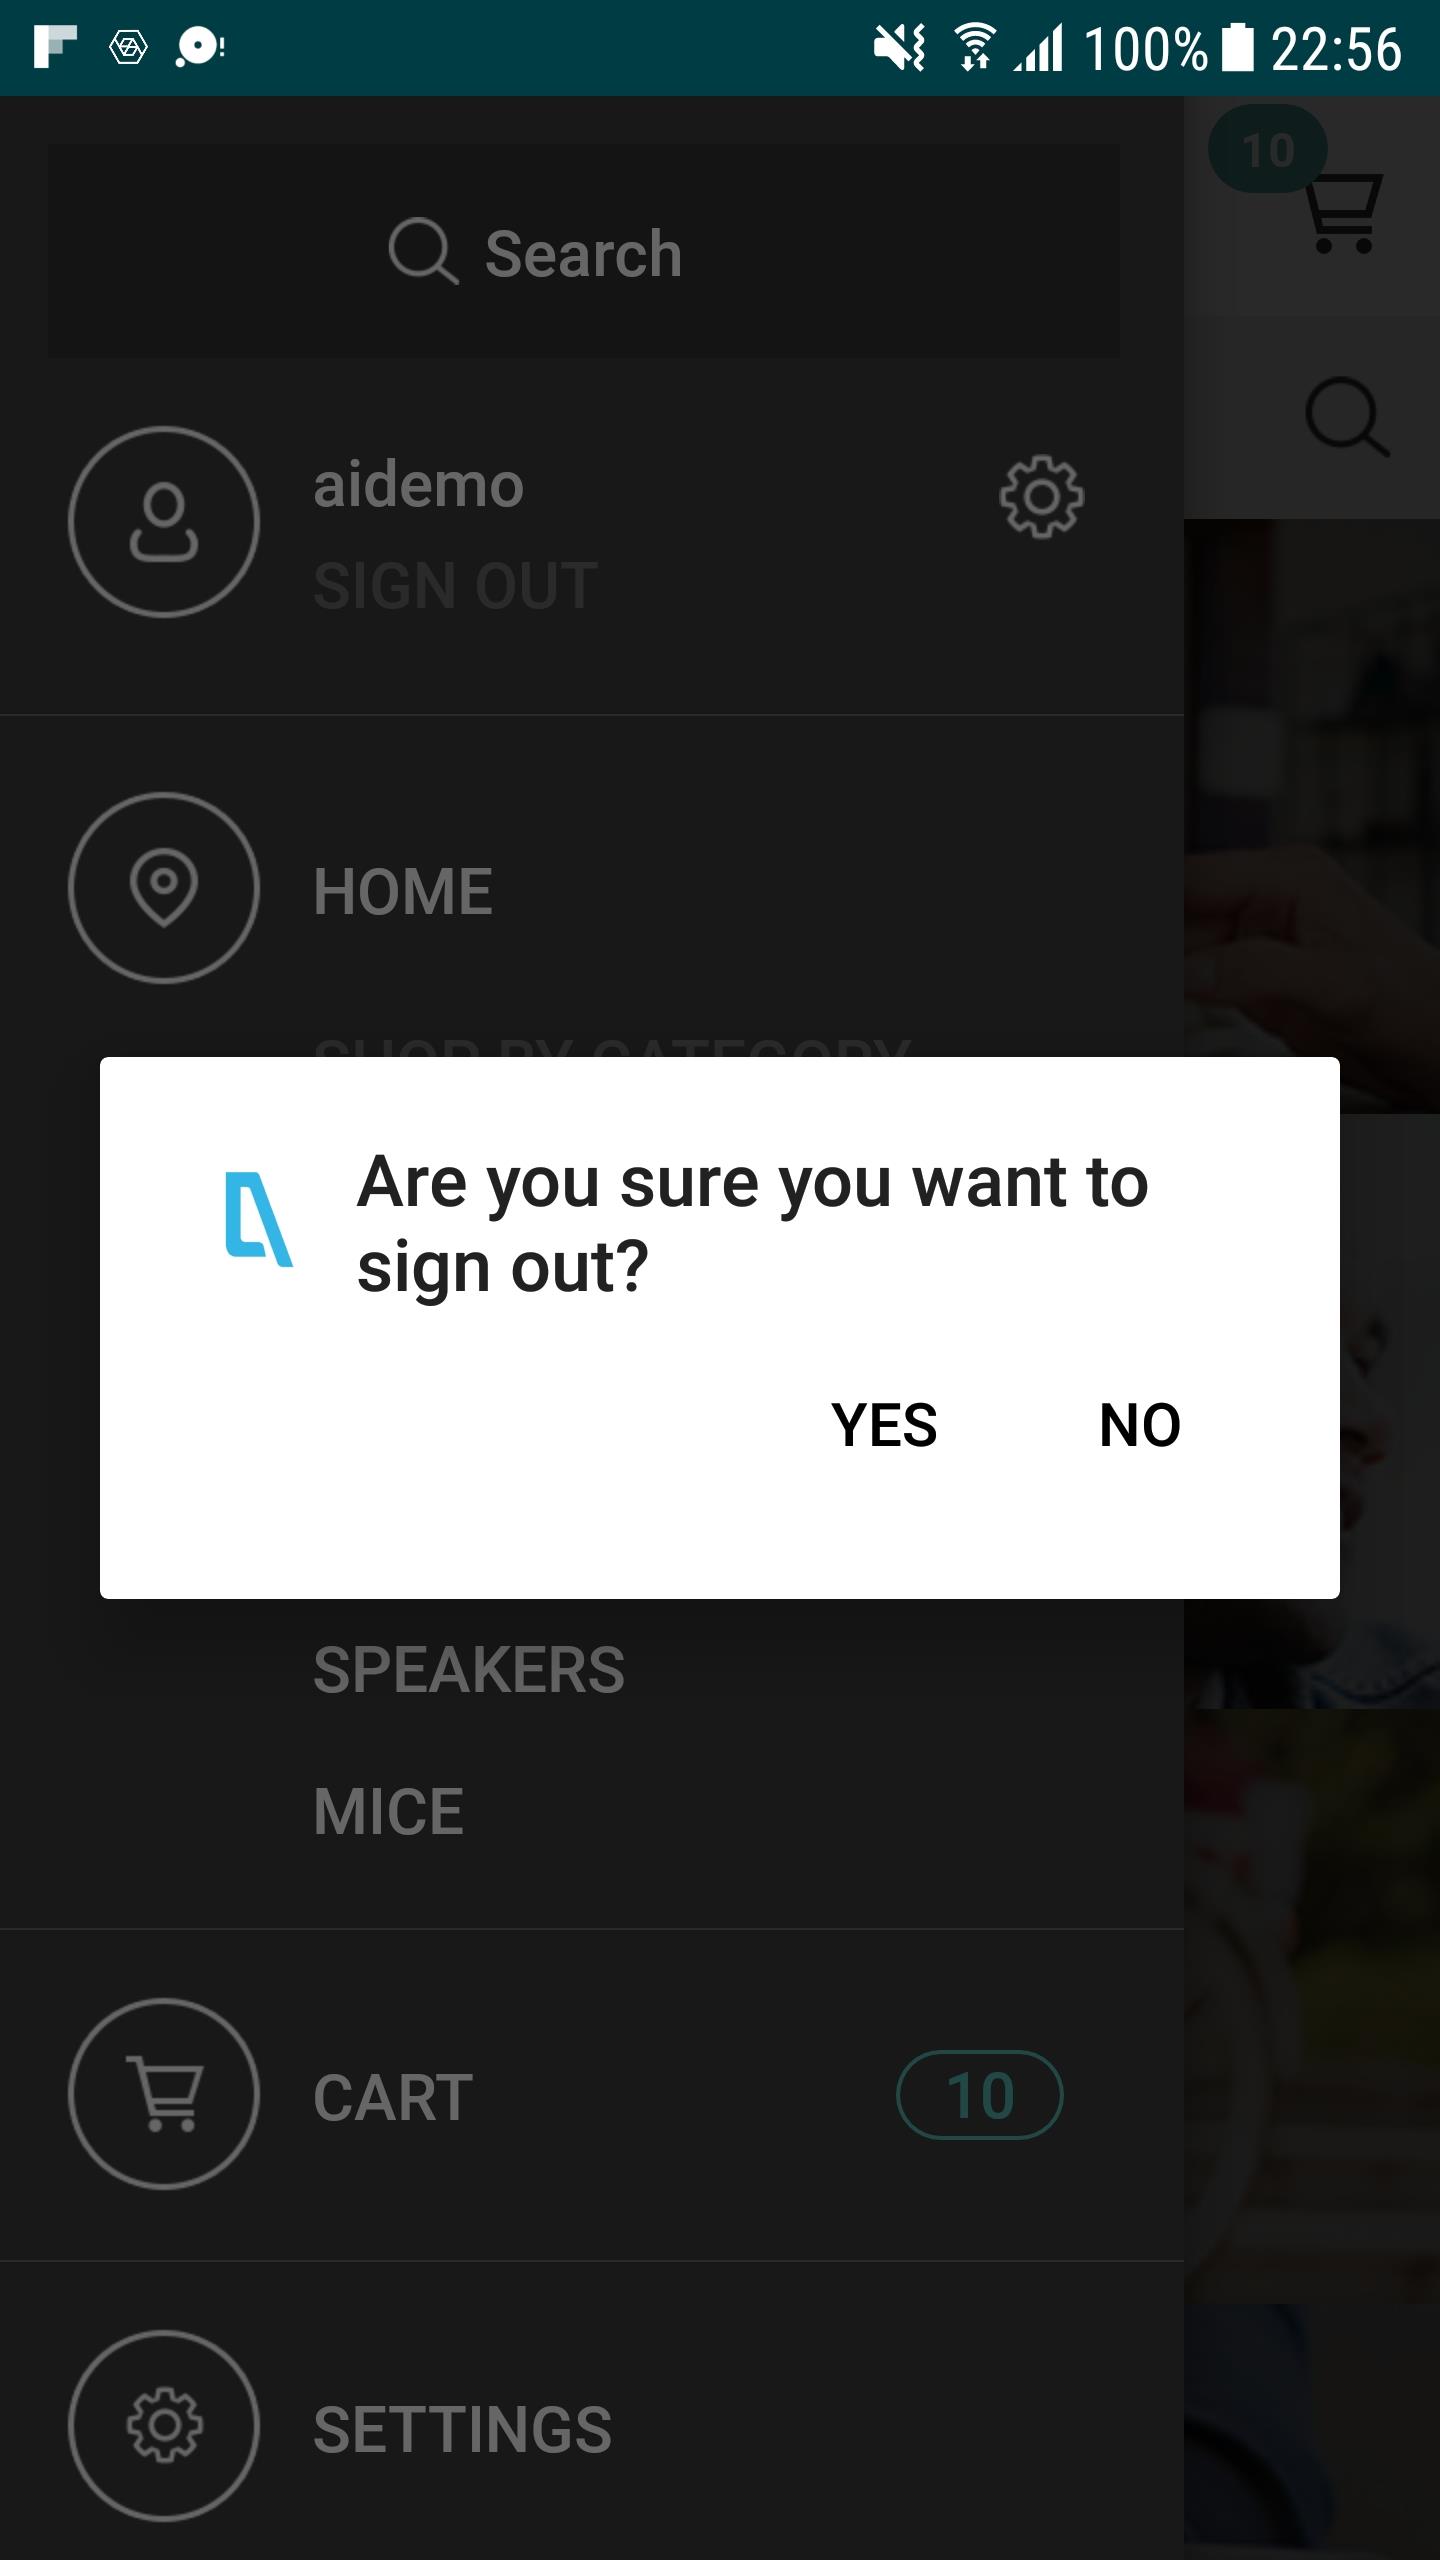 100% 22:56
10
Search
aidemo
SIGN OUT
HOME
SHOP BY CATEGORY
Are you sure you want to
sign out?
YES NO
SPEAKERS
MICE
CART 10
SETTINGS